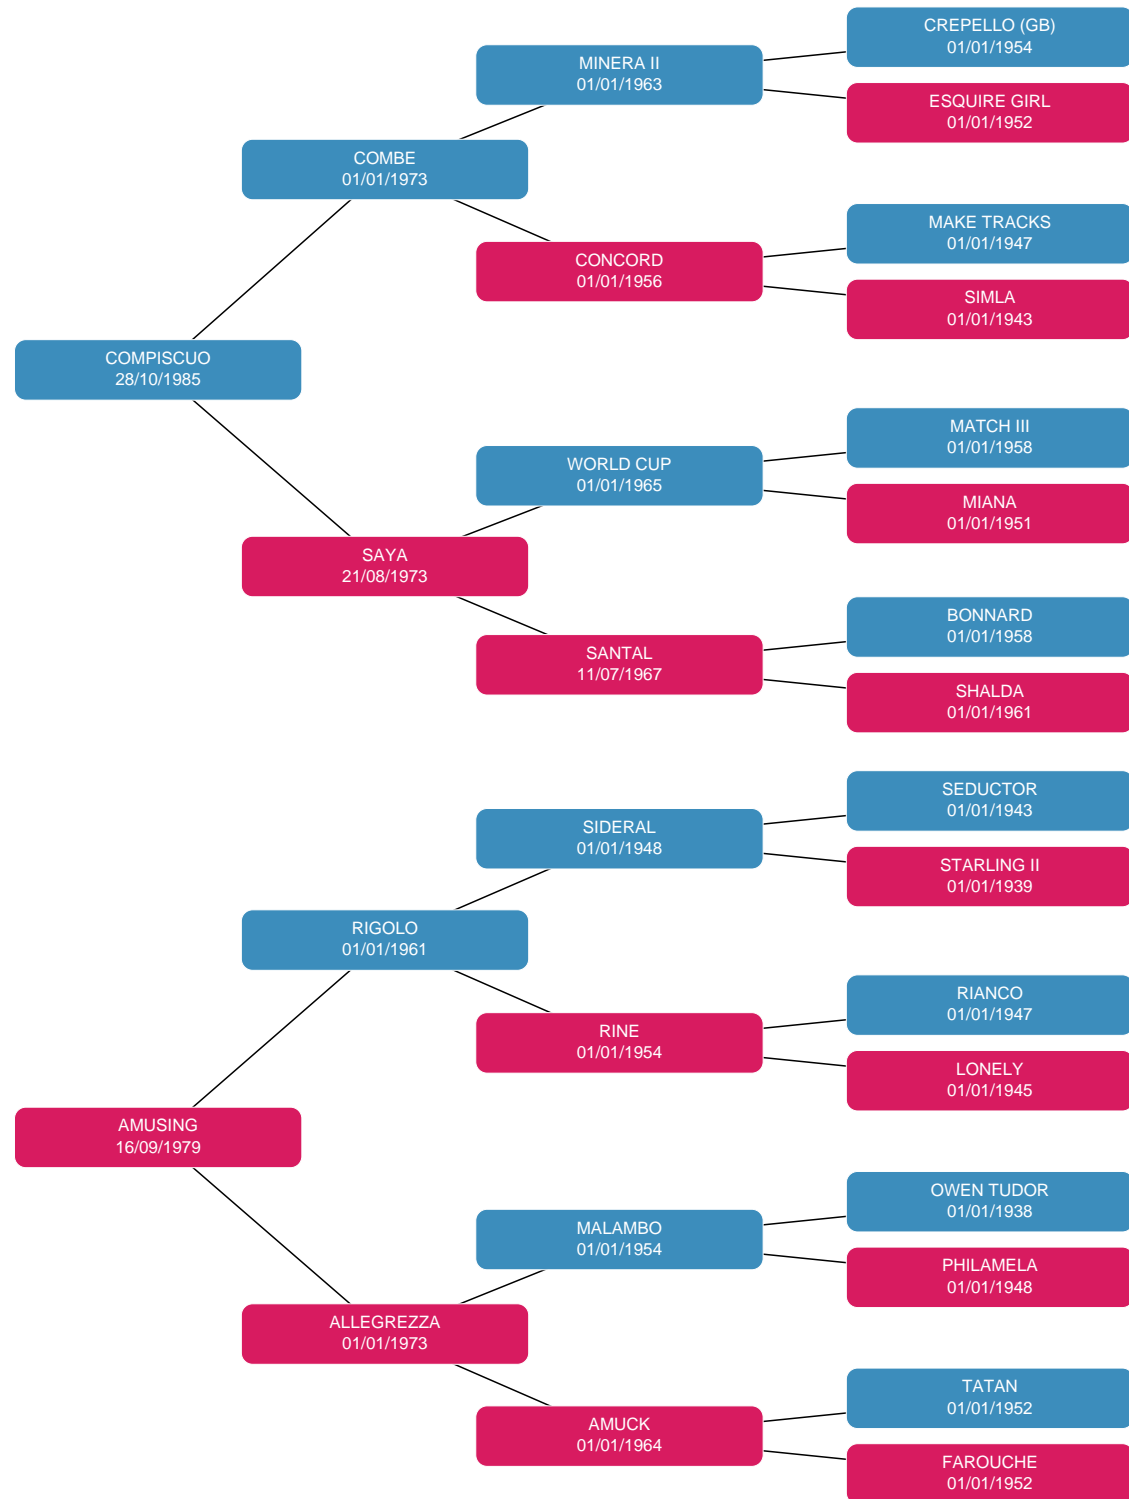 CREPELLO (GB)
01/01/1954
MINERA II
01/01/1963
ESQUIRE GIRL
01/01/1952
COMBE
01/01/1973
MAKE TRACKS
01/01/1947
CONCORD
01/01/1956
SIMLA
01/01/1943
COMPISCUO
28/10/1985
MATCH III
01/01/1958
WORLD CUP
01/01/1965
MIANA
01/01/1951
SAYA
21/08/1973
BONNARD
01/01/1958
SANTAL
11/07/1967
SHALDA
01/01/1961
SEDUCTOR
01/01/1943
SIDERAL
01/01/1948
STARLING II
01/01/1939
RIGOLO
01/01/1961
RIANCO
01/01/1947
RINE
01/01/1954
LONELY
01/01/1945
AMUSING
16/09/1979
OWEN TUDOR
01/01/1938
MALAMBO
01/01/1954
PHILAMELA
01/01/1948
ALLEGREZZA
01/01/1973
TATAN
01/01/1952
AMUCK
01/01/1964
FAROUCHE
01/01/1952